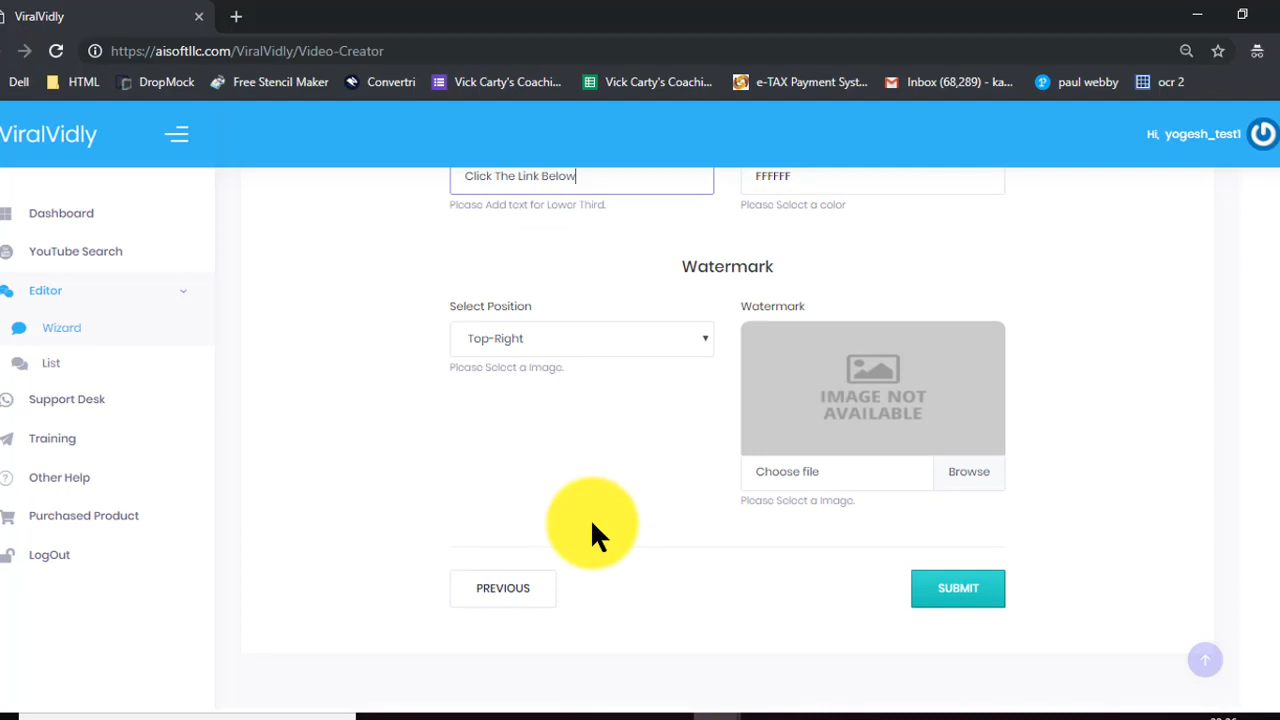 ViralVidly
https://aisoftllc.com/ViralVidly/Video-Creator
Dell HTML DropMock Free Stencil Maker Convertri Vick Carty's Coachi... Vick Carty's Coachi... e-TAX Payment Syst... Inbox (68,289) - ka... paul webby ocr 2
ViralVidly
Hi, yogesh_test1
Dashboard
YouTube Search
Editor
Wizard
List
Support Desk
Training
Other Help
Purchased Product
LogOut
Click The Link Below
FFFFFF
Please Add text for Lower Third.
Please Select a color
Watermark
Select Position
Watermark
Top-Right
Please Select a Image.
IMAGE NOT
AVAILABLE
Choose file
Browse
Please Select a Image.
PREVIOUS
SUBMIT